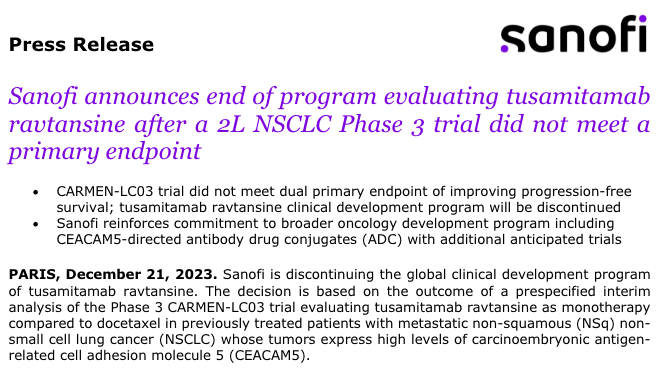 sanofi
Press Release
Sanofi announces end of program evaluating tusamitamab
ravtansine after a 2L NSCLC Phase 3 trial did not meet a
primary endpoint
• CARMEN-LC03 trial did not meet dual primary endpoint of improving progression-free
survival; tusamitamab ravtansine clinical development program will be discontinued
• Sanofi reinforces commitment to broader oncology development program including
CEACAM5-directed antibody drug conjugates (ADC) with additional anticipated trials
PARIS, December 21, 2023. Sanofi is discontinuing the global clinical development program
of tusamitamab ravtansine. The decision is based on the outcome of a prespecified interim
analysis of the Phase 3 CARMEN-LC03 trial evaluating tusamitamab ravtansine as monotherapy
compared to docetaxel in previously treated patients with metastatic non-squamous (NSq) non-
small cell lung cancer (NSCLC) whose tumors express high levels of carcinoembryonic antigen-
related cell adhesion molecule 5 (CEACAM5).